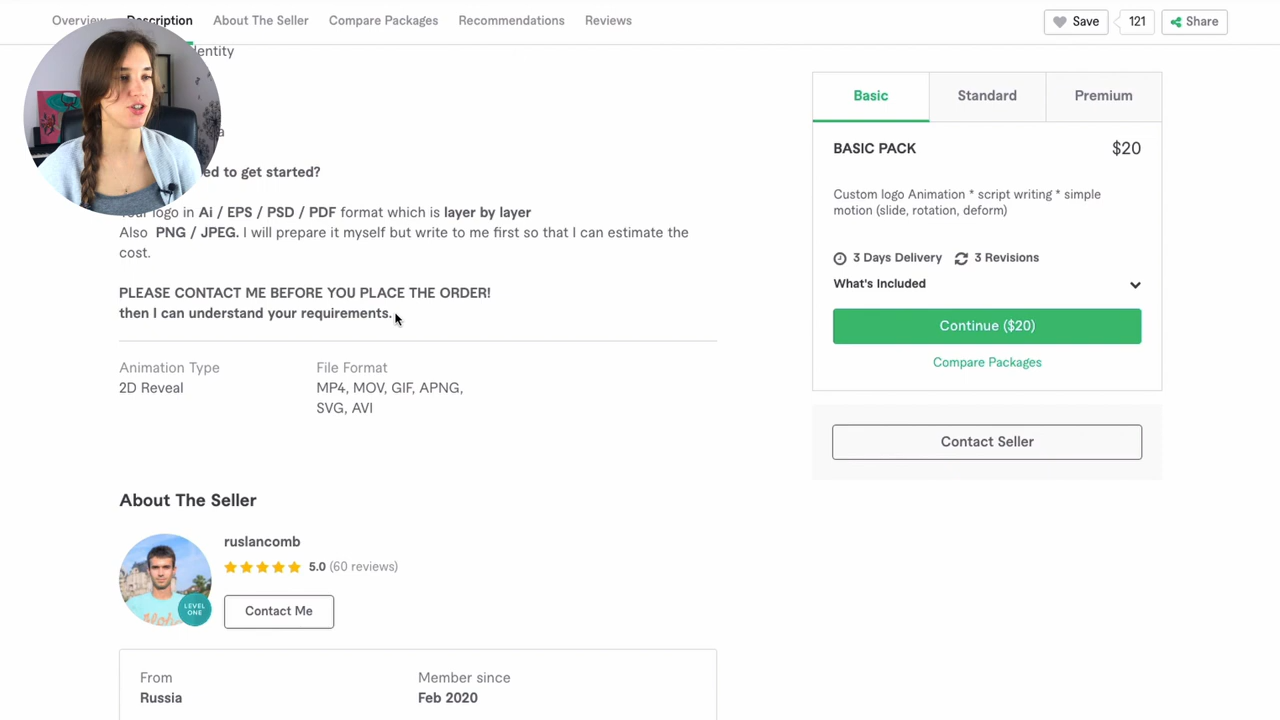 Overview Description About The Seller Compare Packages Recommendations Reviews
Save 121 Share
entity
a
ed to get started?
Your logo in Ai / EPS / PSD / PDF format which is layer by layer
Also PNG / JPEG. I will prepare it myself but write to me first so that I can estimate the
cost.
PLEASE CONTACT ME BEFORE YOU PLACE THE ORDER!
then I can understand your requirements.
Animation Type
2D Reveal
File Format
MP4, MOV, GIF, APNG,
SVG, AVI
About The Seller
ruslancomb
5.0 (60 reviews)
LEVEL
ONE
Contact Me
From
Russia
Member since
Feb 2020
Basic Standard Premium
BASIC PACK $20
Custom logo Animation * script writing * simple
motion (slide, rotation, deform)
3 Days Delivery 3 Revisions
What's Included
Continue ($20)
Compare Packages
Contact Seller